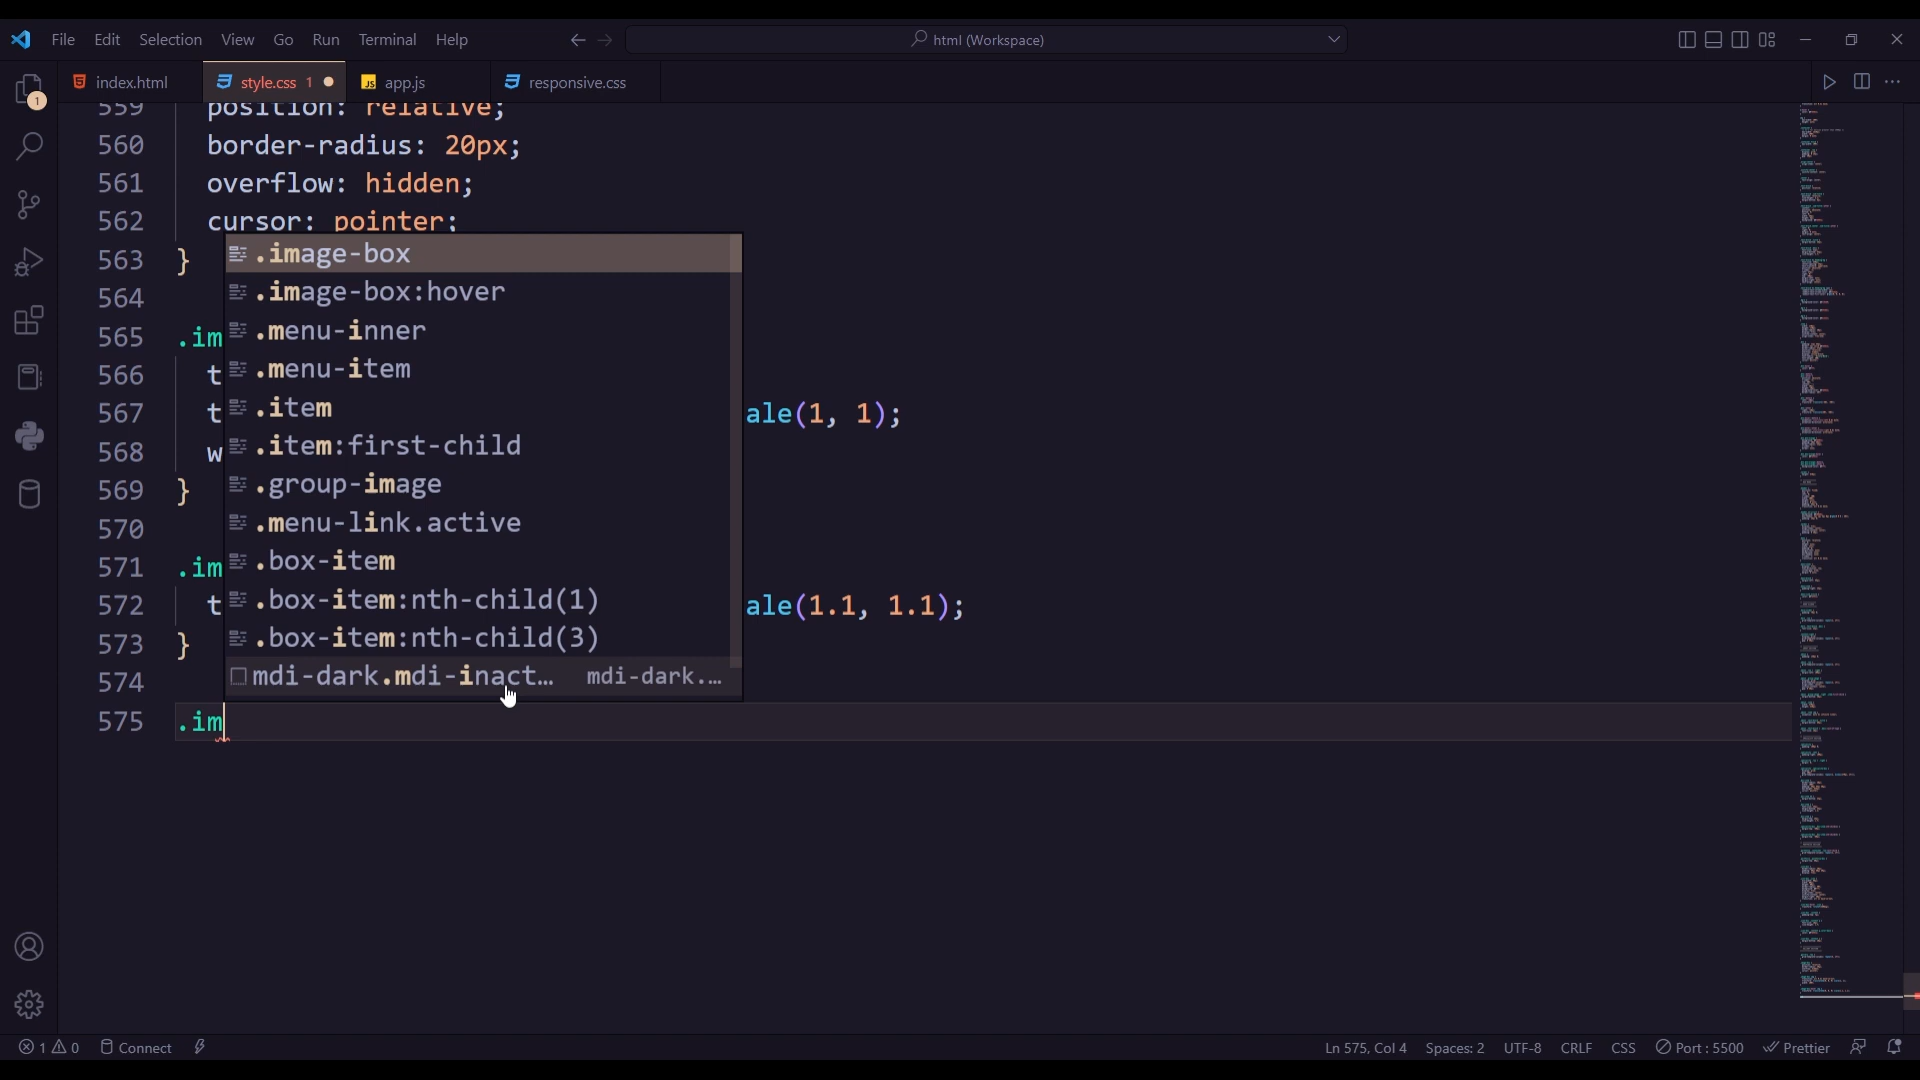 File Edit Selection View Go Run Terminal Help html (Workspace)
index.html style.css 1 app.js responsive.css
1
559 position: relative;
560 border-radius: 20px;
561 overflow: hidden;
562 cursor: pointer;
563 }
.image-box
564
.image-box:hover
565 .im
.menu-inner
566 t
.menu-item
567 t ale(1, 1);
.item
568 w
.item:first-child
569 }
.group-image
570
.menu-link.active
571 .im
.box-item
572 t ale(1.1, 1.1);
.box-item:nth-child(1)
573 }
.box-item:nth-child(3)
574
mdi-dark.mdi-inact… mdi-dark.…
575 .im
1 0 Connect Ln 575, Col 4 Spaces: 2 UTF-8 CRLF CSS Port : 5500 Prettier